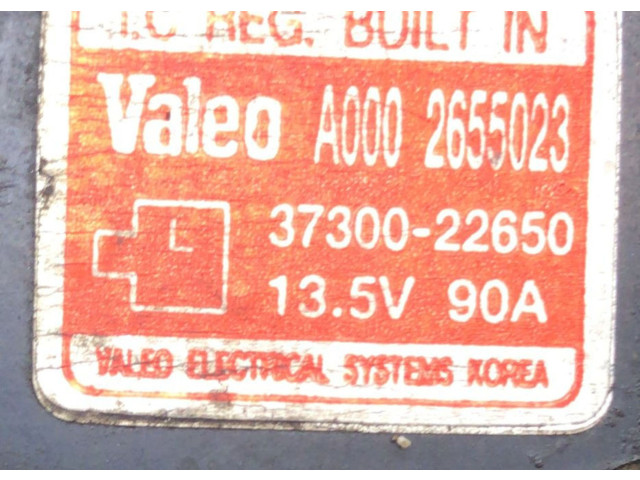 I.C REG. BUILT IN
Valeo A000 2655023
L
37300-22650
13.5V 90A
VALEO ELECTRICAL SYSTEMS KOREA